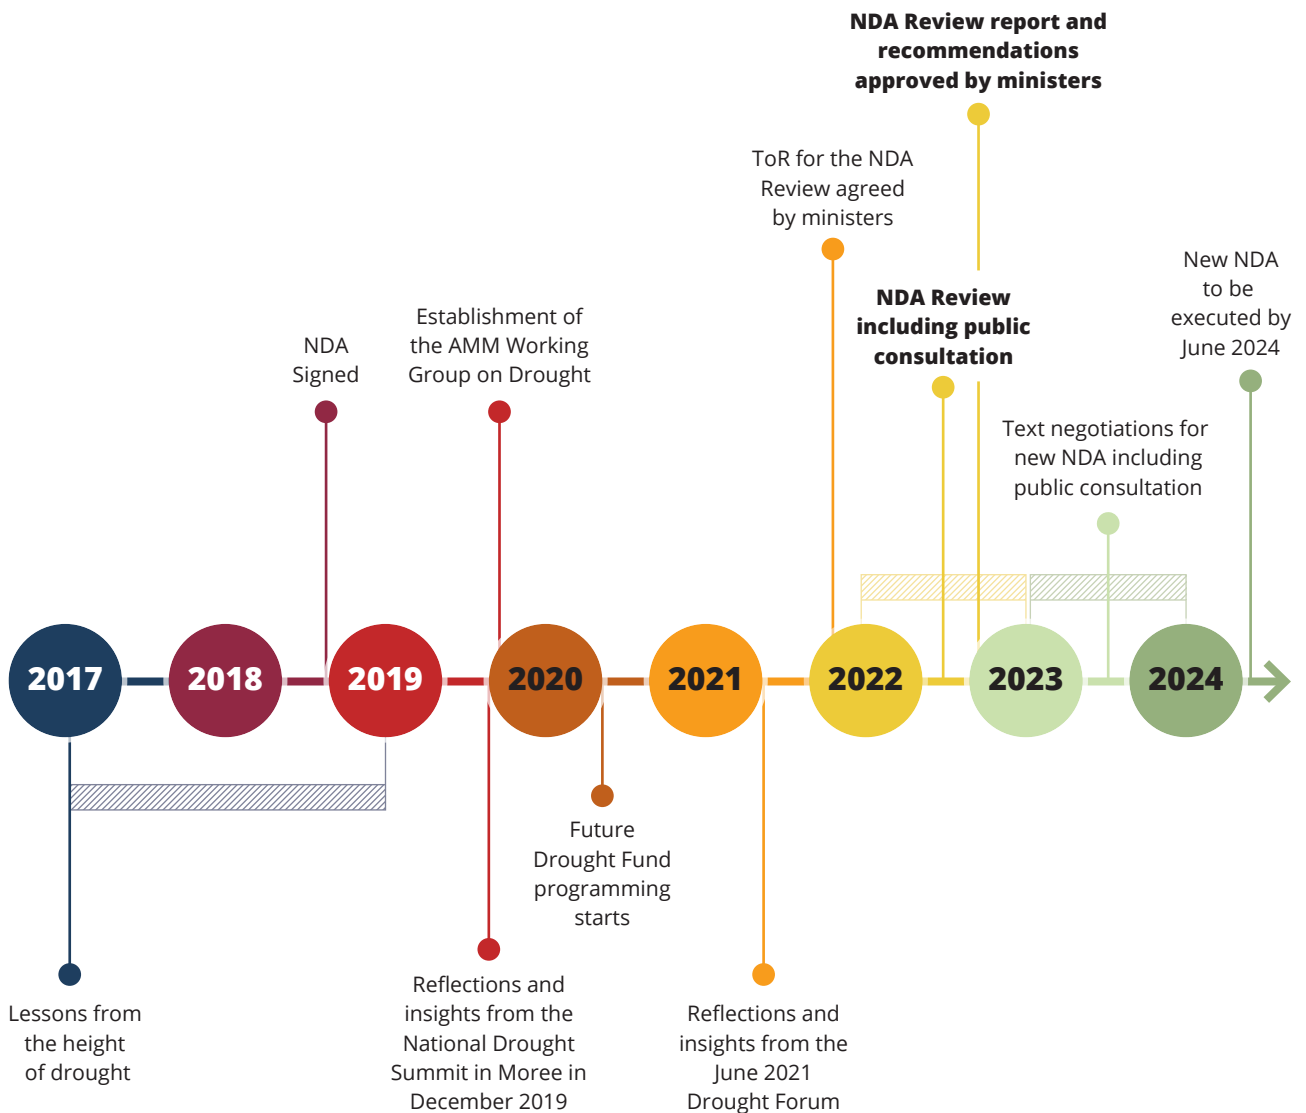 NDA Review report and
recommendations
approved by ministers
ToR for the NDA
Review agreed
by ministers
New NDA
to be
executed by
June 2024
NDA Review
including public
consultation
Establishment of
the AMM Working
Group on Drought
NDA
Signed
Text negotiations for
new NDA including
public consultation
2017
2018
2019
2020
2021
2022
2023
2024
Future
Drought Fund
programming
starts
Lessons from
the height
of drought
Reflections and
insights from the
National Drought
Summit in Moree in
December 2019
Reflections and
insights from the
June 2021
Drought Forum